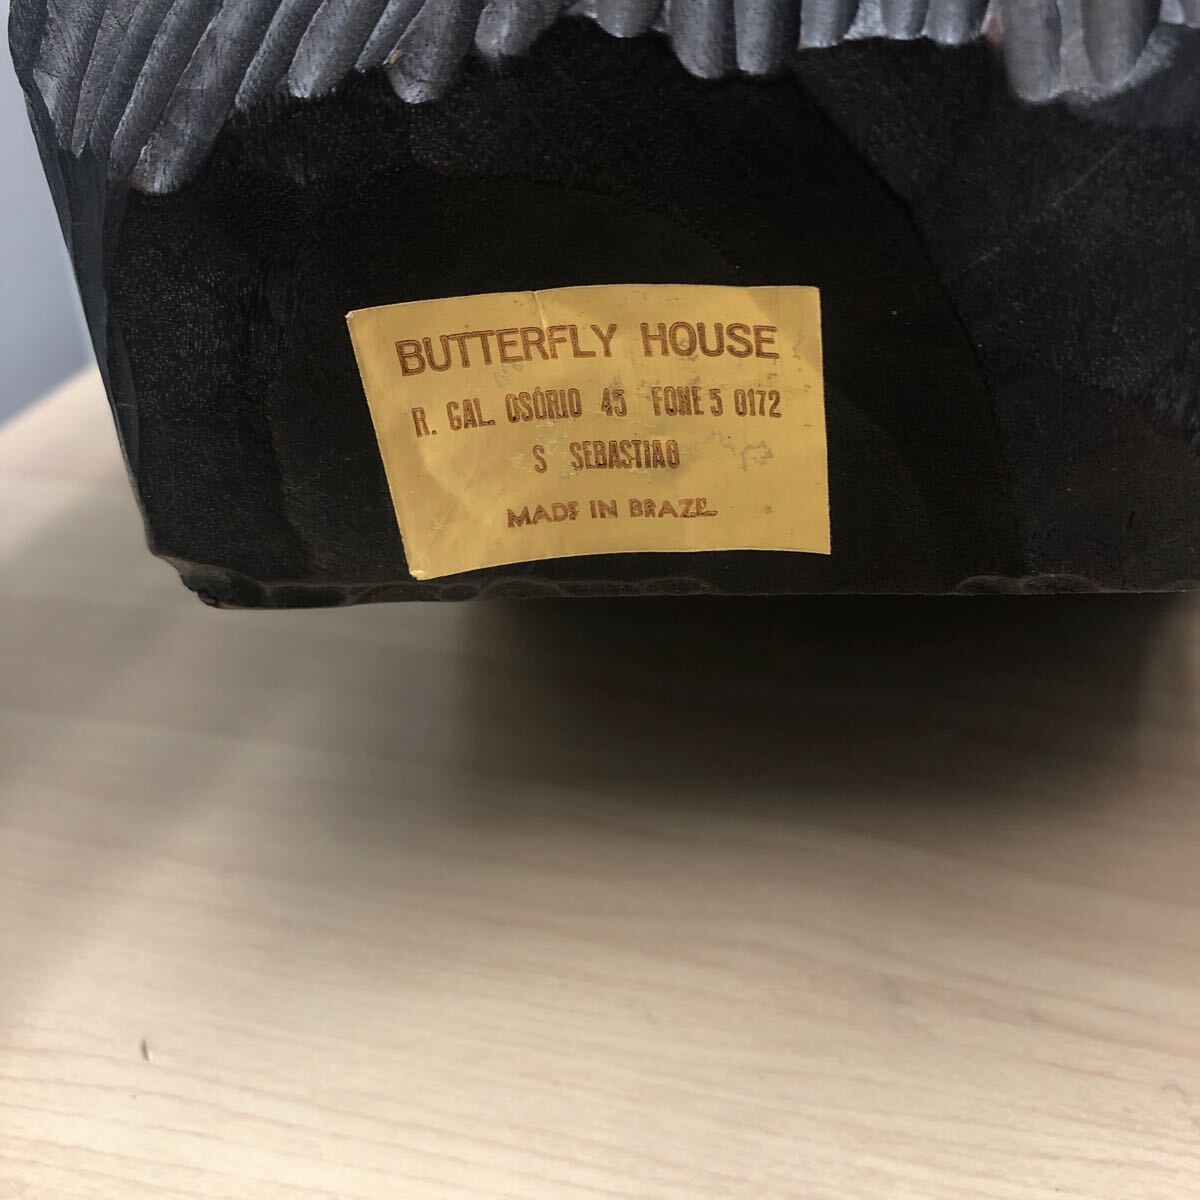 BUTTERFLY HOUSE
R. GAL. OSÓRIO 45 FONE 5 0172
S SEBASTIAO
MADE IN BRAZIL